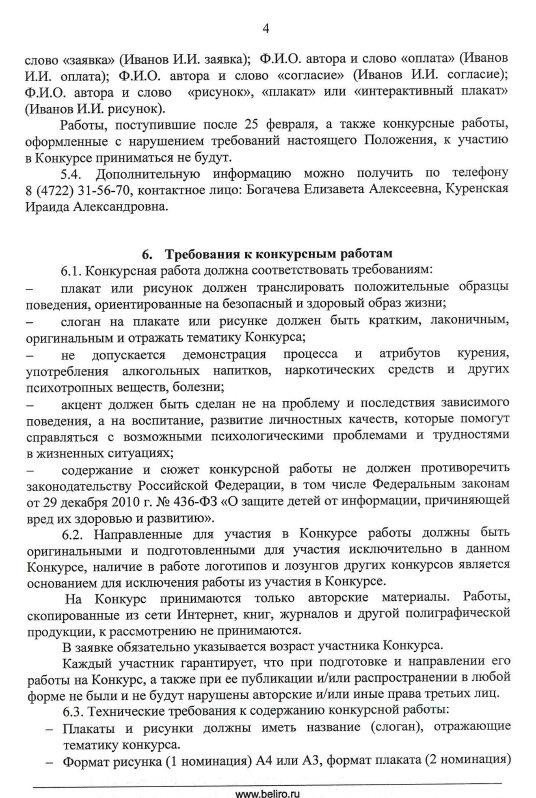 4
слово «заявка» (Иванов И.И. заявка); Ф.И.О. автора и слово «оплата» (Иванов
И.И. оплата); Ф.И.О. автора и слово «согласие» (Иванов И.И. согласие);
Ф.И.О. автора и слово «рисунок», «плакат» или «интерактивный плакат»
(Иванов И.И. рисунок).
Работы, поступившие после 25 февраля, а также конкурсные работы,
оформленные с нарушением требований настоящего Положения, к участию
в Конкурсе приниматься не будут.
5.4. Дополнительную информацию можно получить по телефону
8 (4722) 31-56-70, контактное лицо: Богачева Елизавета Алексеевна, Куренская
Ираида Александровна.
6. Требования к конкурсным работам
6.1. Конкурсная работа должна соответствовать требованиям:
– плакат или рисунок должен транслировать положительные образцы
поведения, ориентированные на безопасный и здоровый образ жизни;
– слоган на плакате или рисунке должен быть кратким, лаконичным,
оригинальным и отражать тематику Конкурса;
– не допускается демонстрация процесса и атрибутов курения,
употребления алкогольных напитков, наркотических средств и других
психотропных веществ, болезни;
– акцент должен быть сделан не на проблему и последствия зависимого
поведения, а на воспитание, развитие личностных качеств, которые помогут
справляться с возможными психологическими проблемами и трудностями
в жизненных ситуациях;
– содержание и сюжет конкурсной работы не должен противоречить
законодательству Российской Федерации, в том числе Федеральным законам
от 29 декабря 2010 г. № 436-ФЗ «О защите детей от информации, причиняющей
вред их здоровью и развитию».
6.2. Направленные для участия в Конкурсе работы должны быть
оригинальными и подготовленными для участия исключительно в данном
Конкурсе, наличие в работе логотипов и лозунгов других конкурсов является
основанием для исключения работы из участия в Конкурсе.
На Конкурс принимаются только авторские материалы. Работы,
скопированные из сети Интернет, книг, журналов и другой полиграфической
продукции, к рассмотрению не принимаются.
В заявке обязательно указывается возраст участника Конкурса.
Каждый участник гарантирует, что при подготовке и направлении его
работы на Конкурс, а также при ее публикации и/или распространении в любой
форме не были и не будут нарушены авторские и/или иные права третьих лиц.
6.3. Технические требования к содержанию конкурсной работы:
– Плакаты и рисунки должны иметь название (слоган), отражающие
тематику конкурса.
– Формат рисунка (1 номинация) А4 или А3, формат плаката (2 номинация)
www.beliro.ru